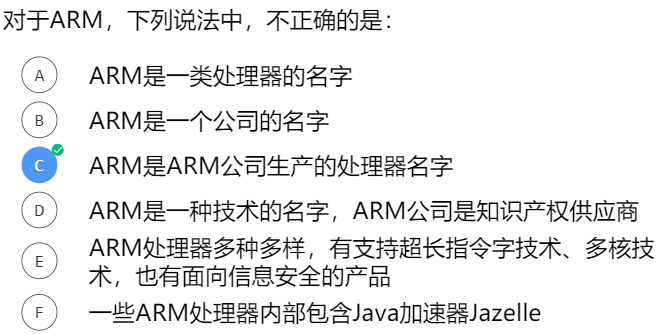 对于ARM，下列说法中，不正确的是：
A ARM是一类处理器的名字
B ARM是一个公司的名字
C ARM是ARM公司生产的处理器名字
D ARM是一种技术的名字，ARM公司是知识产权供应商
E ARM处理器多种多样，有支持超长指令字技术、多核技
术，也有面向信息安全的产品
F 一些ARM处理器内部包含Java加速器Jazelle